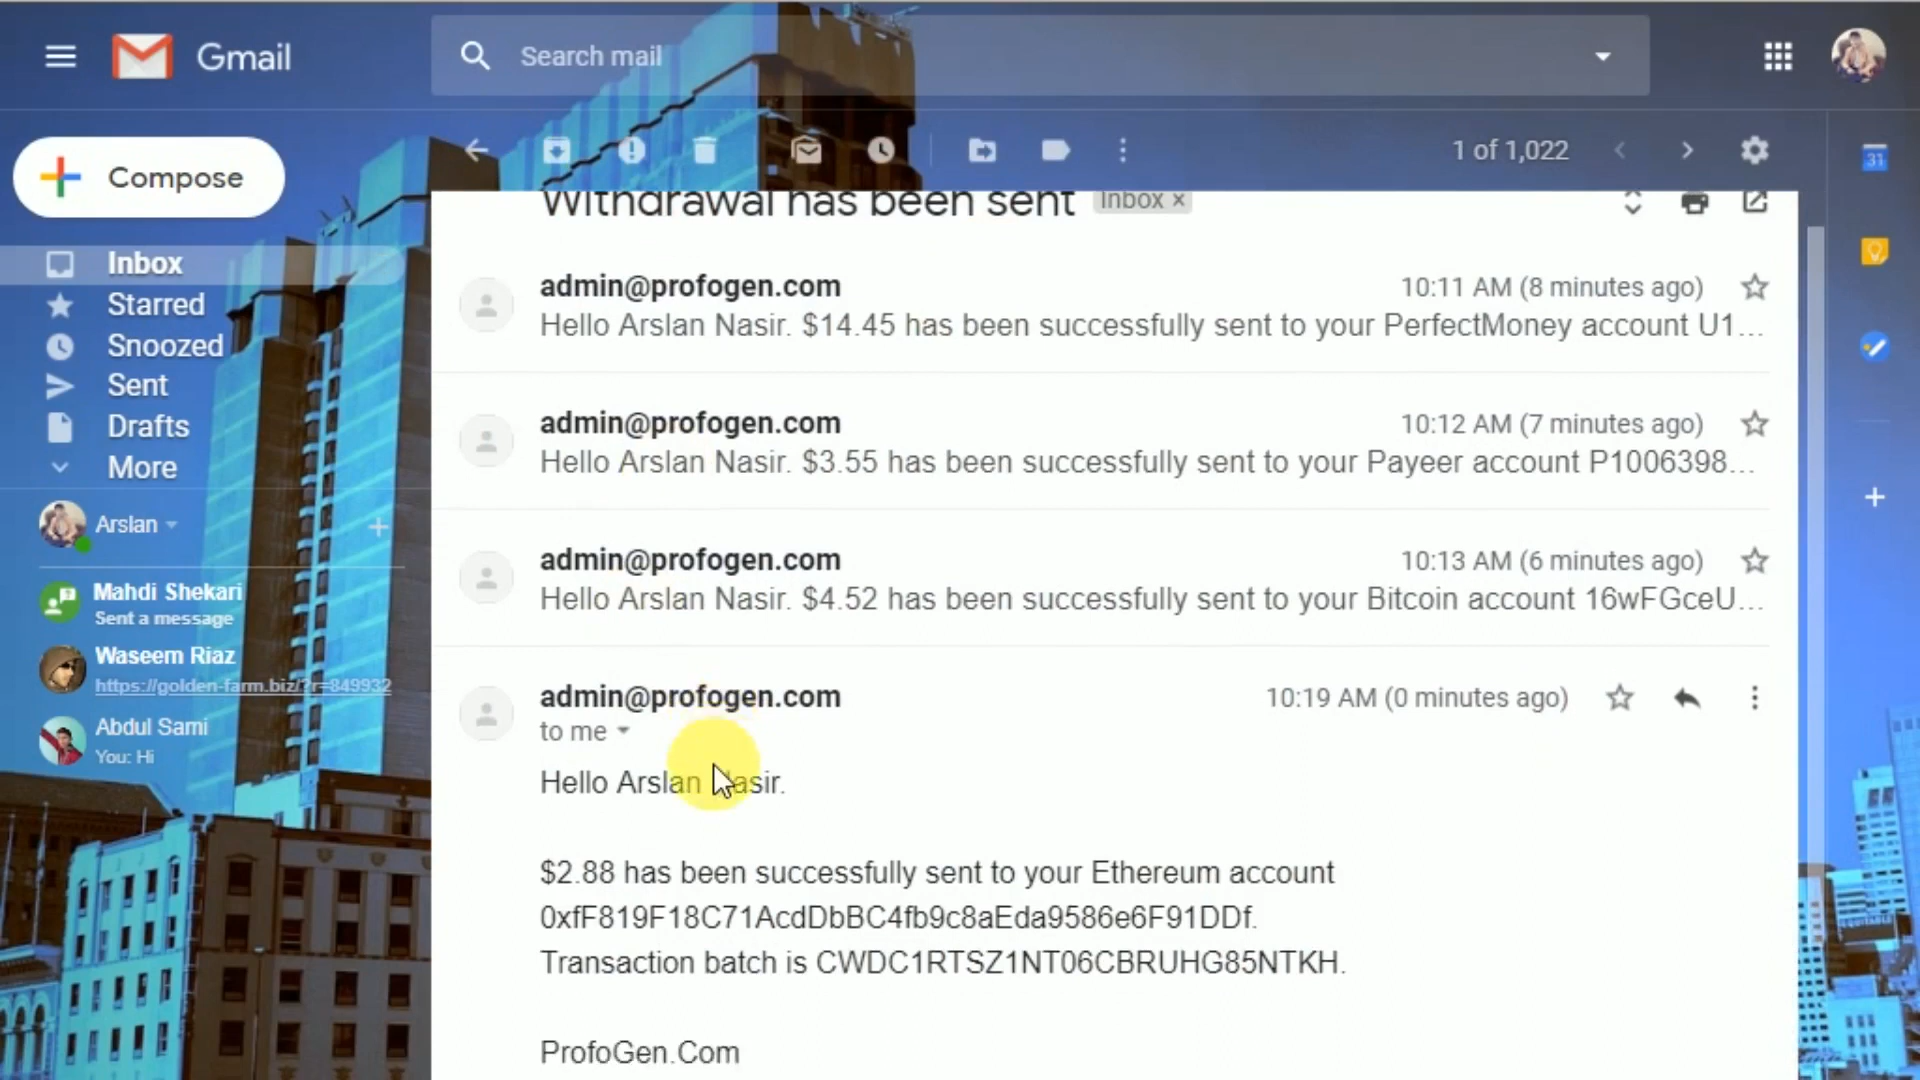 Gmail
Search mail
Compose
1 of 1,022
31
Withdrawal has been sent Inbox ×
Inbox
Starred
Snoozed
Sent
Drafts
More
Arslan
Mahdi Shekari
Sent a message
Waseem Riaz
https://golden-farm.biz/?r=849932
Abdul Sami
You: Hi
admin@profogen.com 10:11 AM (8 minutes ago)
Hello Arslan Nasir. $14.45 has been successfully sent to your PerfectMoney account U1...
admin@profogen.com 10:12 AM (7 minutes ago)
Hello Arslan Nasir. $3.55 has been successfully sent to your Payeer account P1006398...
admin@profogen.com 10:13 AM (6 minutes ago)
Hello Arslan Nasir. $4.52 has been successfully sent to your Bitcoin account 16wFGceU...
admin@profogen.com 10:19 AM (0 minutes ago)
to me
Hello Arslan Nasir.
$2.88 has been successfully sent to your Ethereum account
0xfF819F18C71AcdDbBC4fb9c8aEda9586e6F91DDf.
Transaction batch is CWDC1RTSZ1NT06CBRUHG85NTKH.
ProfoGen.Com